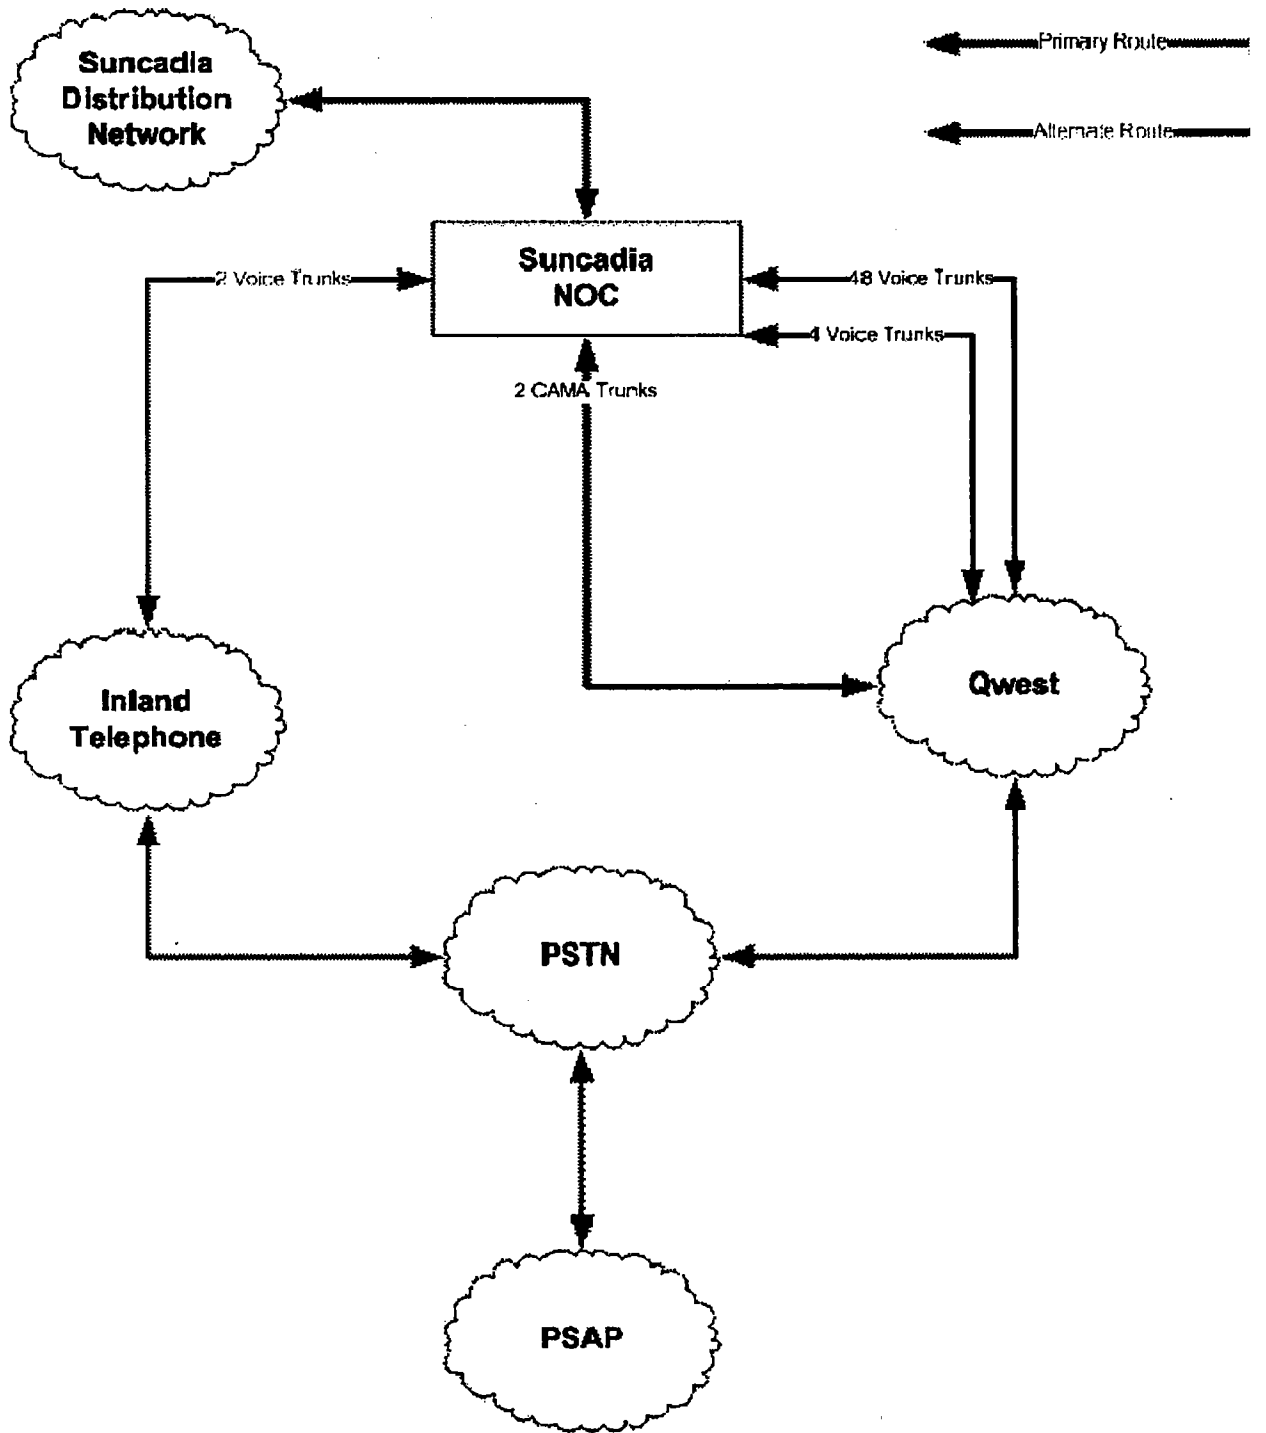 Suncadia
Distribution
Network
Primary Route
Alternate Route
Suncadia
NOC
2 Voice Trunks
48 Voice Trunks
4 Voice Trunks
2 CAMA Trunks
Inland
Telephone
Qwest
PSTN
PSAP